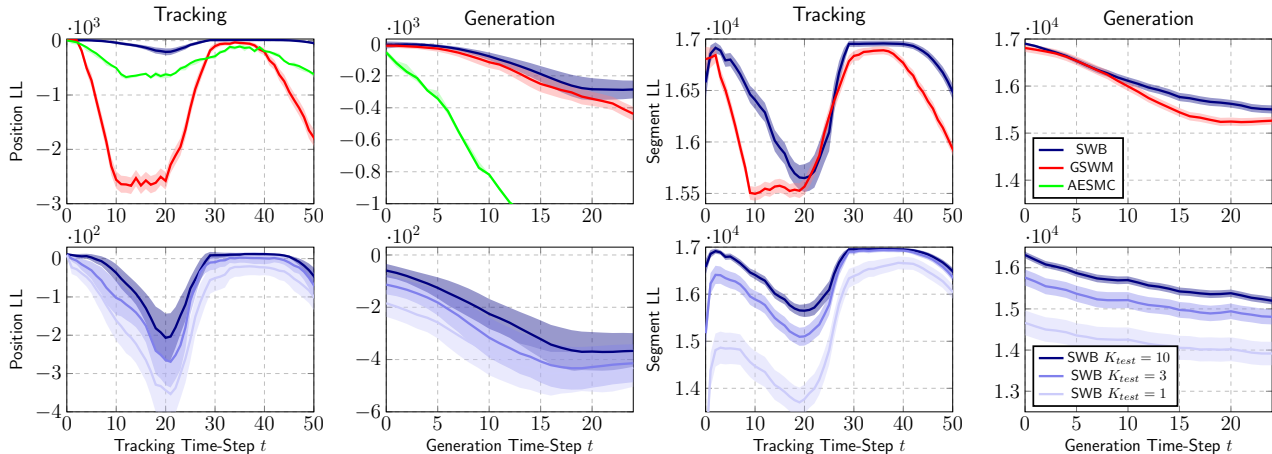 Tracking
·10³
Position LL
0
−1
−2
−3
0 10 20 30 40 50
Generation
·10³
0
−0.2
−0.4
−0.6
−0.8
−1
0 5 10 15 20
Tracking
·10⁴
Segment LL
1.7
1.65
1.6
1.55
0 10 20 30 40 50
Generation
·10⁴
1.7
1.6
1.5
1.4
0 5 10 15 20
SWB
GSWM
AESMC
·10²
Position LL
0
−1
−2
−3
−4
0 10 20 30 40 50
Tracking Time-Step t
·10²
0
−2
−4
−6
0 5 10 15 20
Generation Time-Step t
·10⁴
Segment LL
1.7
1.6
1.5
1.4
0 10 20 30 40 50
Tracking Time-Step t
·10⁴
1.6
1.5
1.4
1.3
0 5 10 15 20
Generation Time-Step t
SWB K_test = 10
SWB K_test = 3
SWB K_test = 1